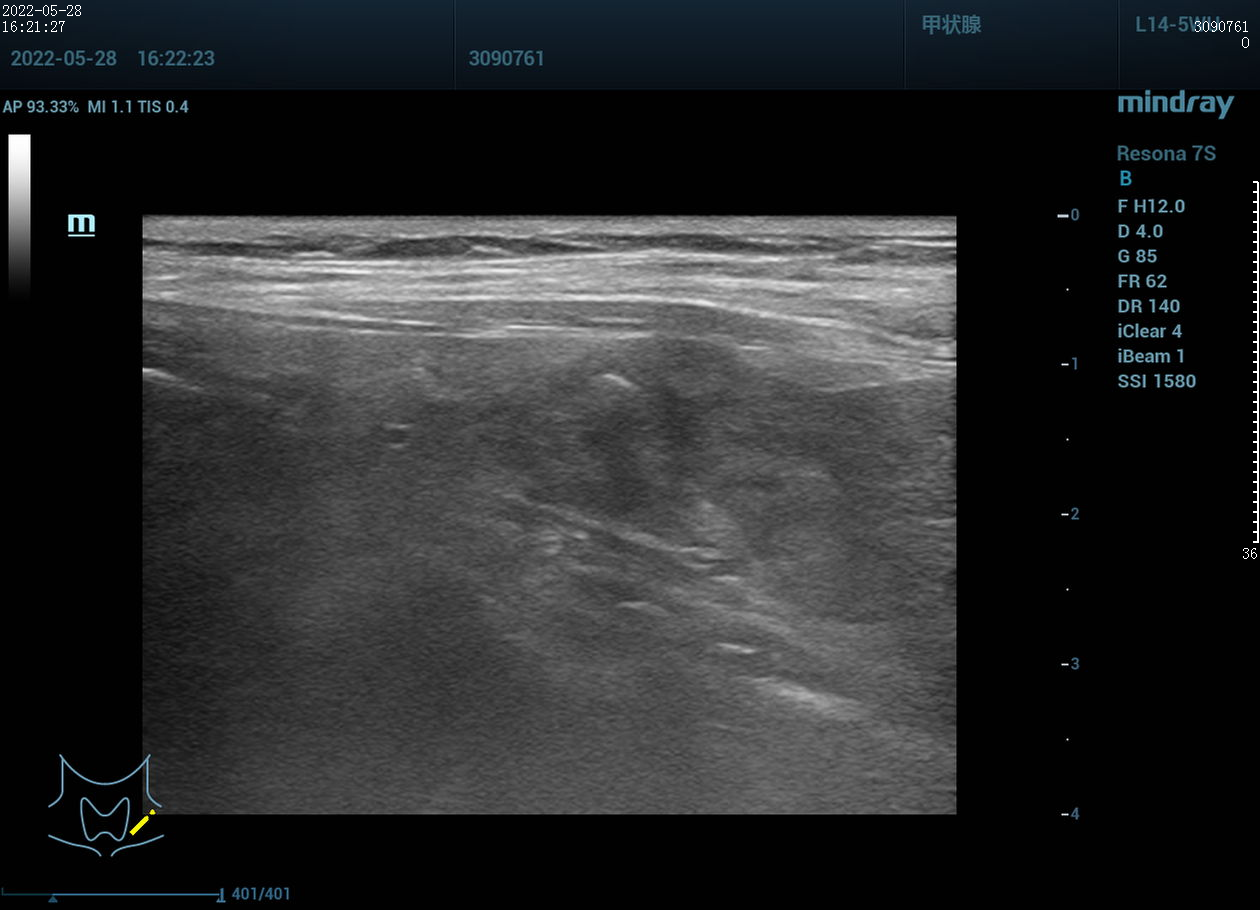 2022-05-28
16:21:27
2022-05-28 16:22:23
3090761
甲状腺
L14-5W
3090761
0
AP 93.33% MI 1.1 TIS 0.4
mindray
Resona 7S
B
F H12.0
D 4.0
G 85
FR 62
DR 140
iClear 4
iBeam 1
SSI 1580
m
0
1
2
3
4
36
401/401